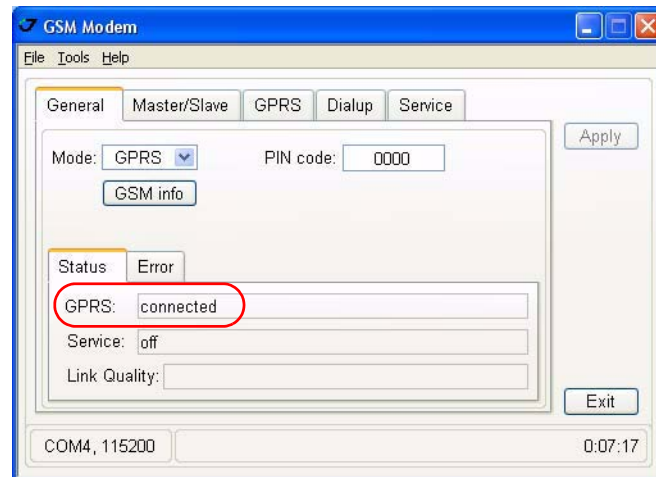 GSM Modem
File Tools Help
General Master/Slave GPRS Dialup Service
Apply
Mode: GPRS PIN code: 0000
GSM info
Status Error
GPRS: connected
Service: off
Link Quality:
Exit
COM4, 115200 0:07:17